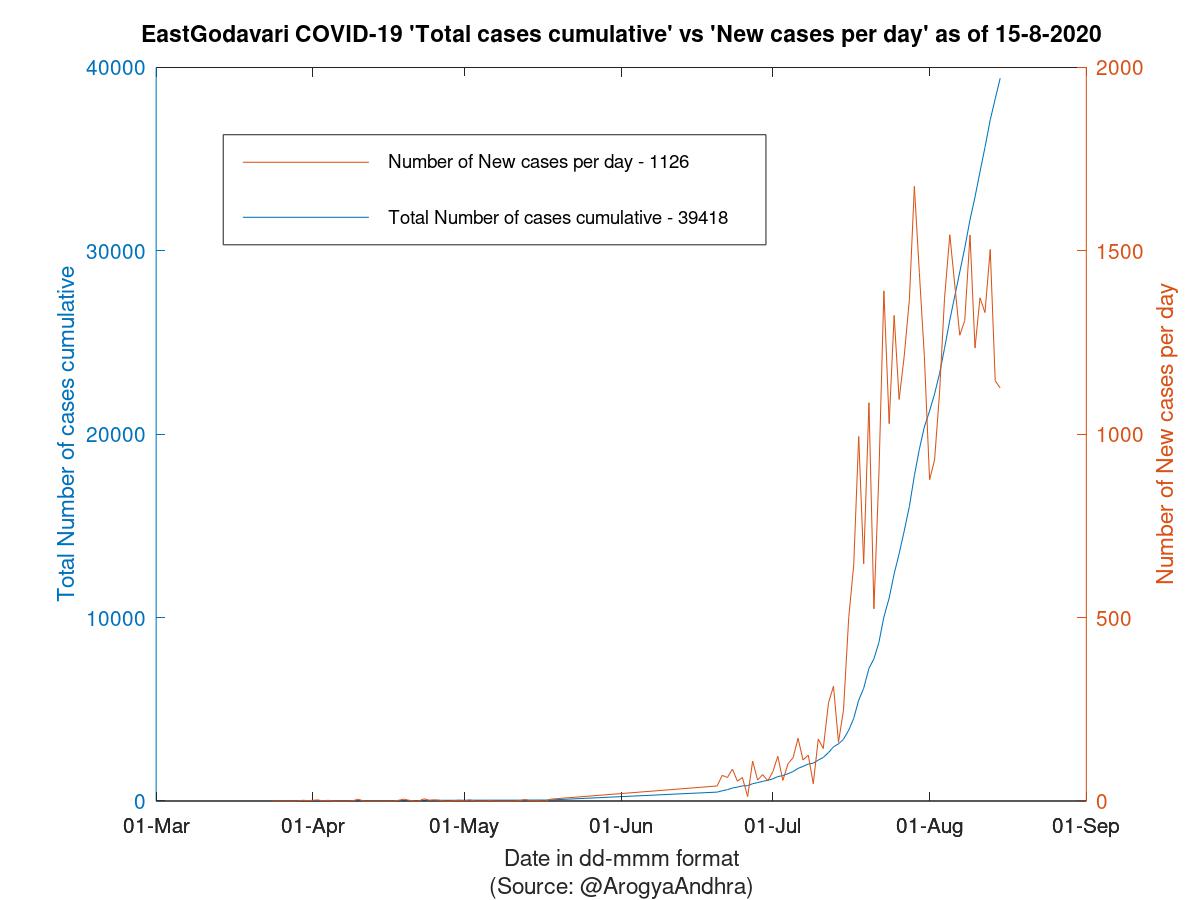 EastGodavari COVID-19 'Total cases cumulative' vs 'New cases per day' as of 15-8-2020
40000
30000
20000
10000
0
Total Number of cases cumulative
Number of New cases per day - 1126
Total Number of cases cumulative - 39418
2000
1500
1000
500
0
Number of New cases per day
01-Mar 01-Apr 01-May 01-Jun 01-Jul 01-Aug 01-Sep
Date in dd-mmm format
(Source: @ArogyaAndhra)